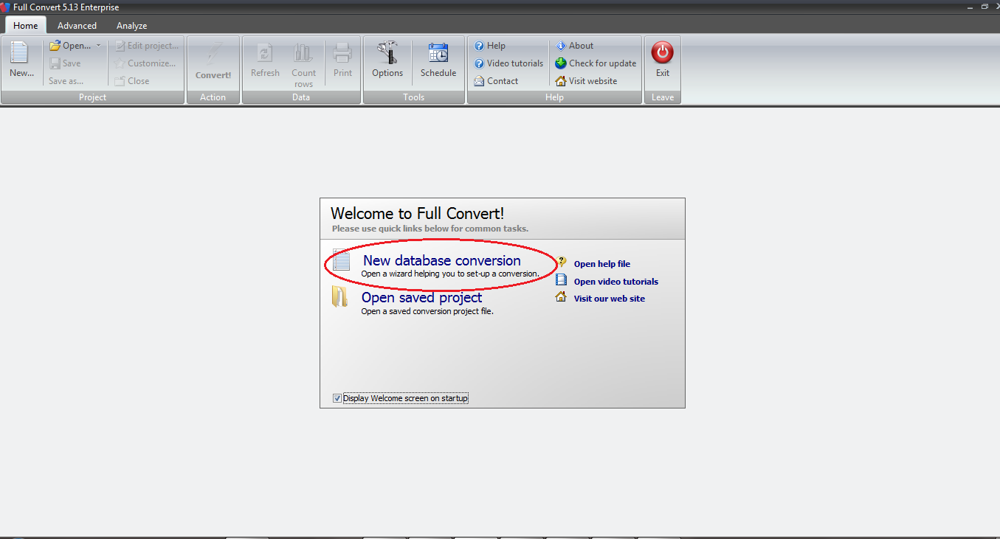 Full Convert 5.13 Enterprise
Home Advanced Analyze
New...
Open...
Save
Save as...
Edit project...
Customize...
Close
Project
Convert!
Action
Refresh
Count
rows
Print
Data
Options
Schedule
Tools
Help
Video tutorials
Contact
About
Check for update
Visit website
Help
Exit
Leave
Welcome to Full Convert!
Please use quick links below for common tasks.
New database conversion
Open a wizard helping you to set-up a conversion.
Open saved project
Open a saved conversion project file.
Open help file
Open video tutorials
Visit our web site
Display Welcome screen on startup